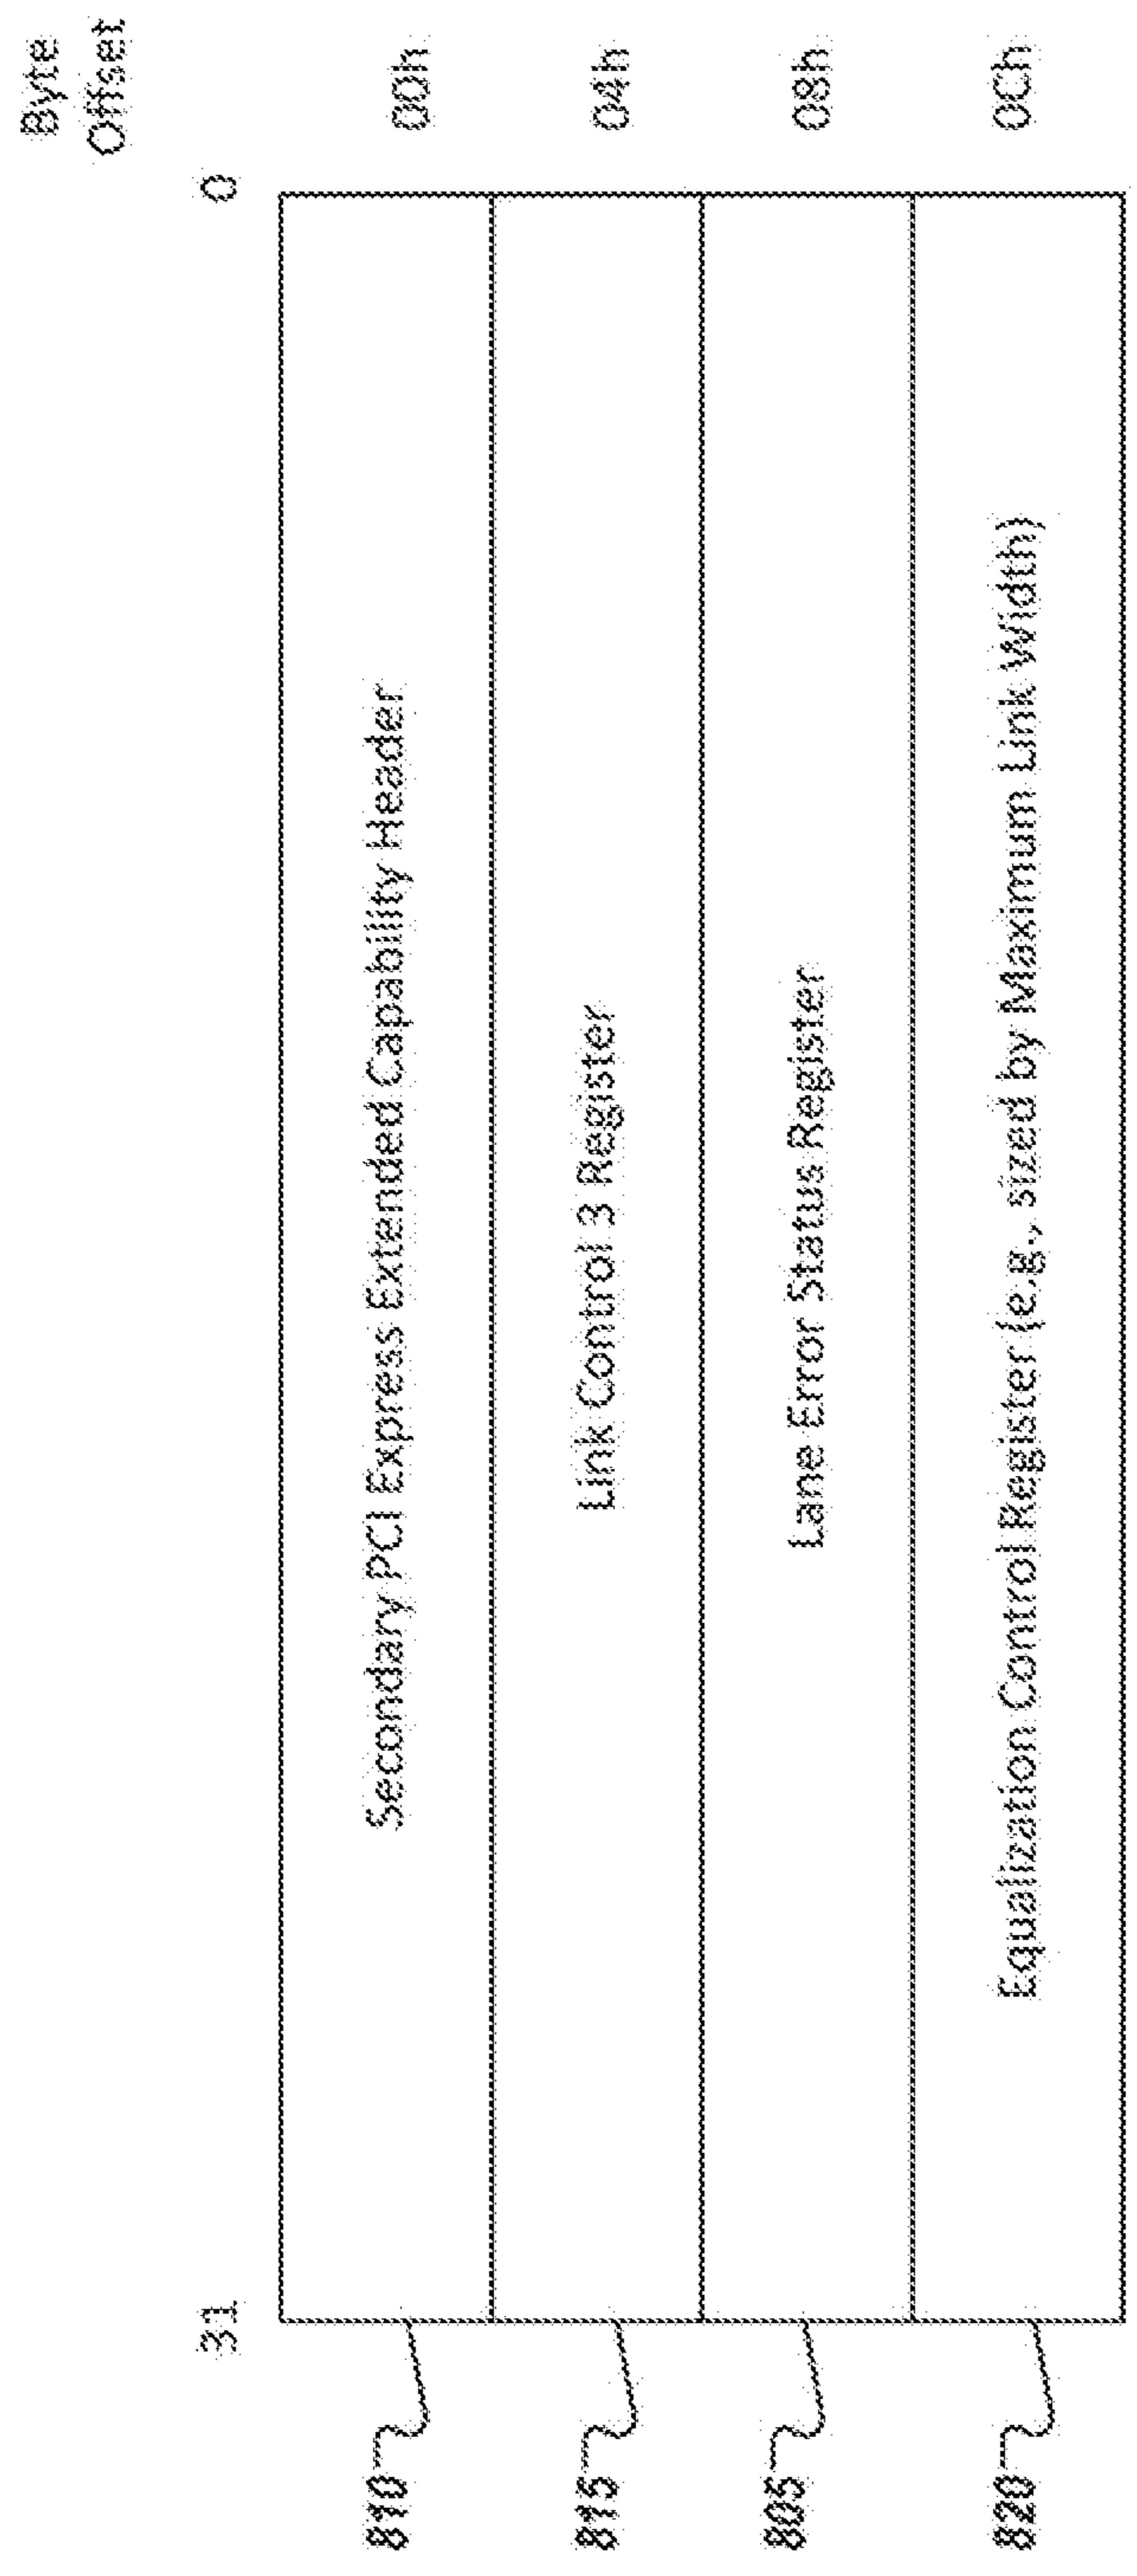 Byte
Offset
31
0
810
Secondary PCI Express Extended Capability Header
00h
815
Link Control 3 Register
04h
805
Lane Error Status Register
08h
820
Equalization Control Register (e.g., sized by Maximum Link Width)
0Ch